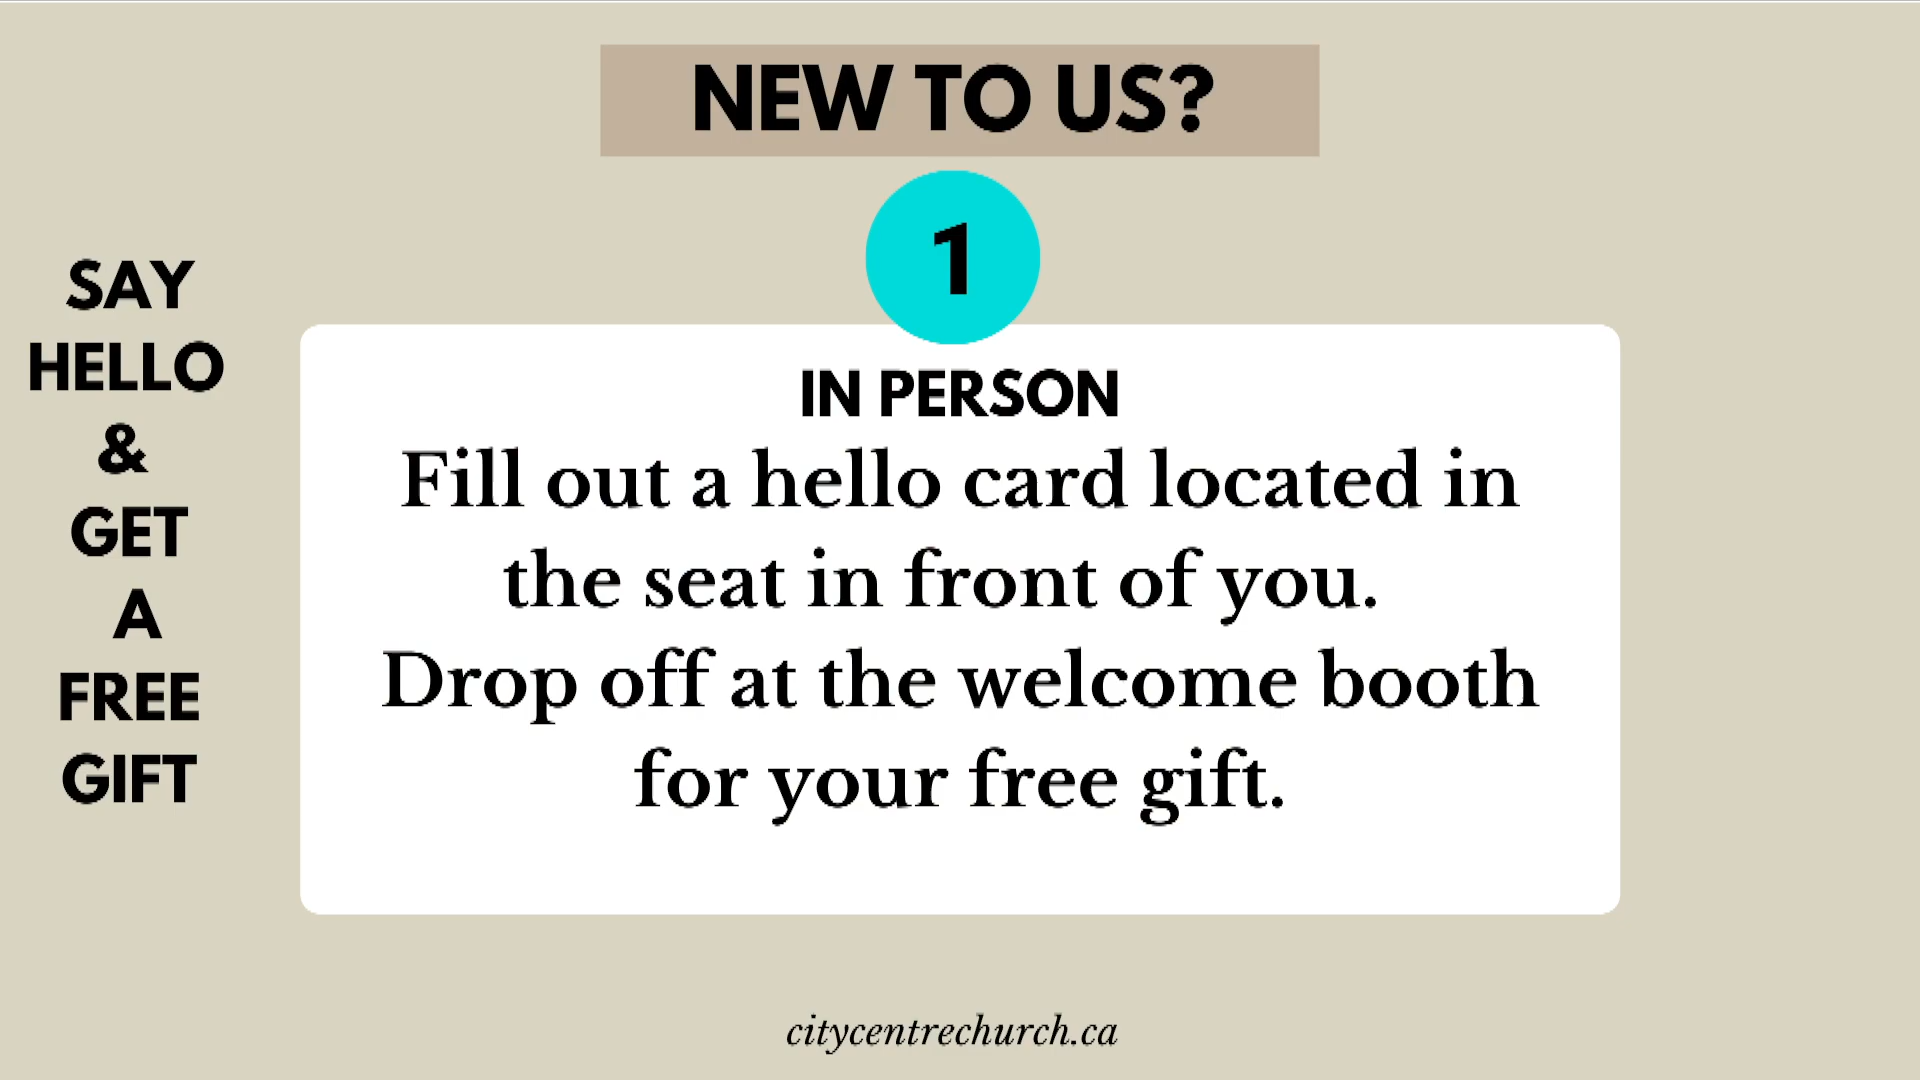 NEW TO US?
1
SAY
HELLO
&
GET
A
FREE
GIFT
IN PERSON
Fill out a hello card located in
the seat in front of you.
Drop off at the welcome booth
for your free gift.
citycentrechurch.ca